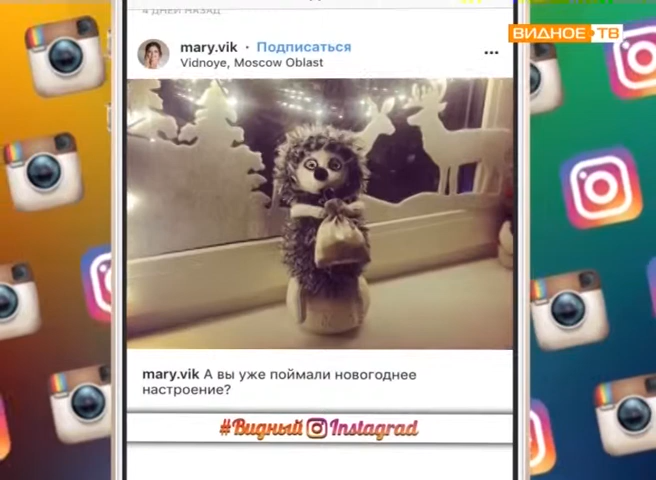 4 ДНЕЙ НАЗАД
ВИДНОЕ ТВ
mary.vik • Подписаться
Vidnoye, Moscow Oblast
mary.vik А вы уже поймали новогоднее
настроение?
#Видный Instagrad